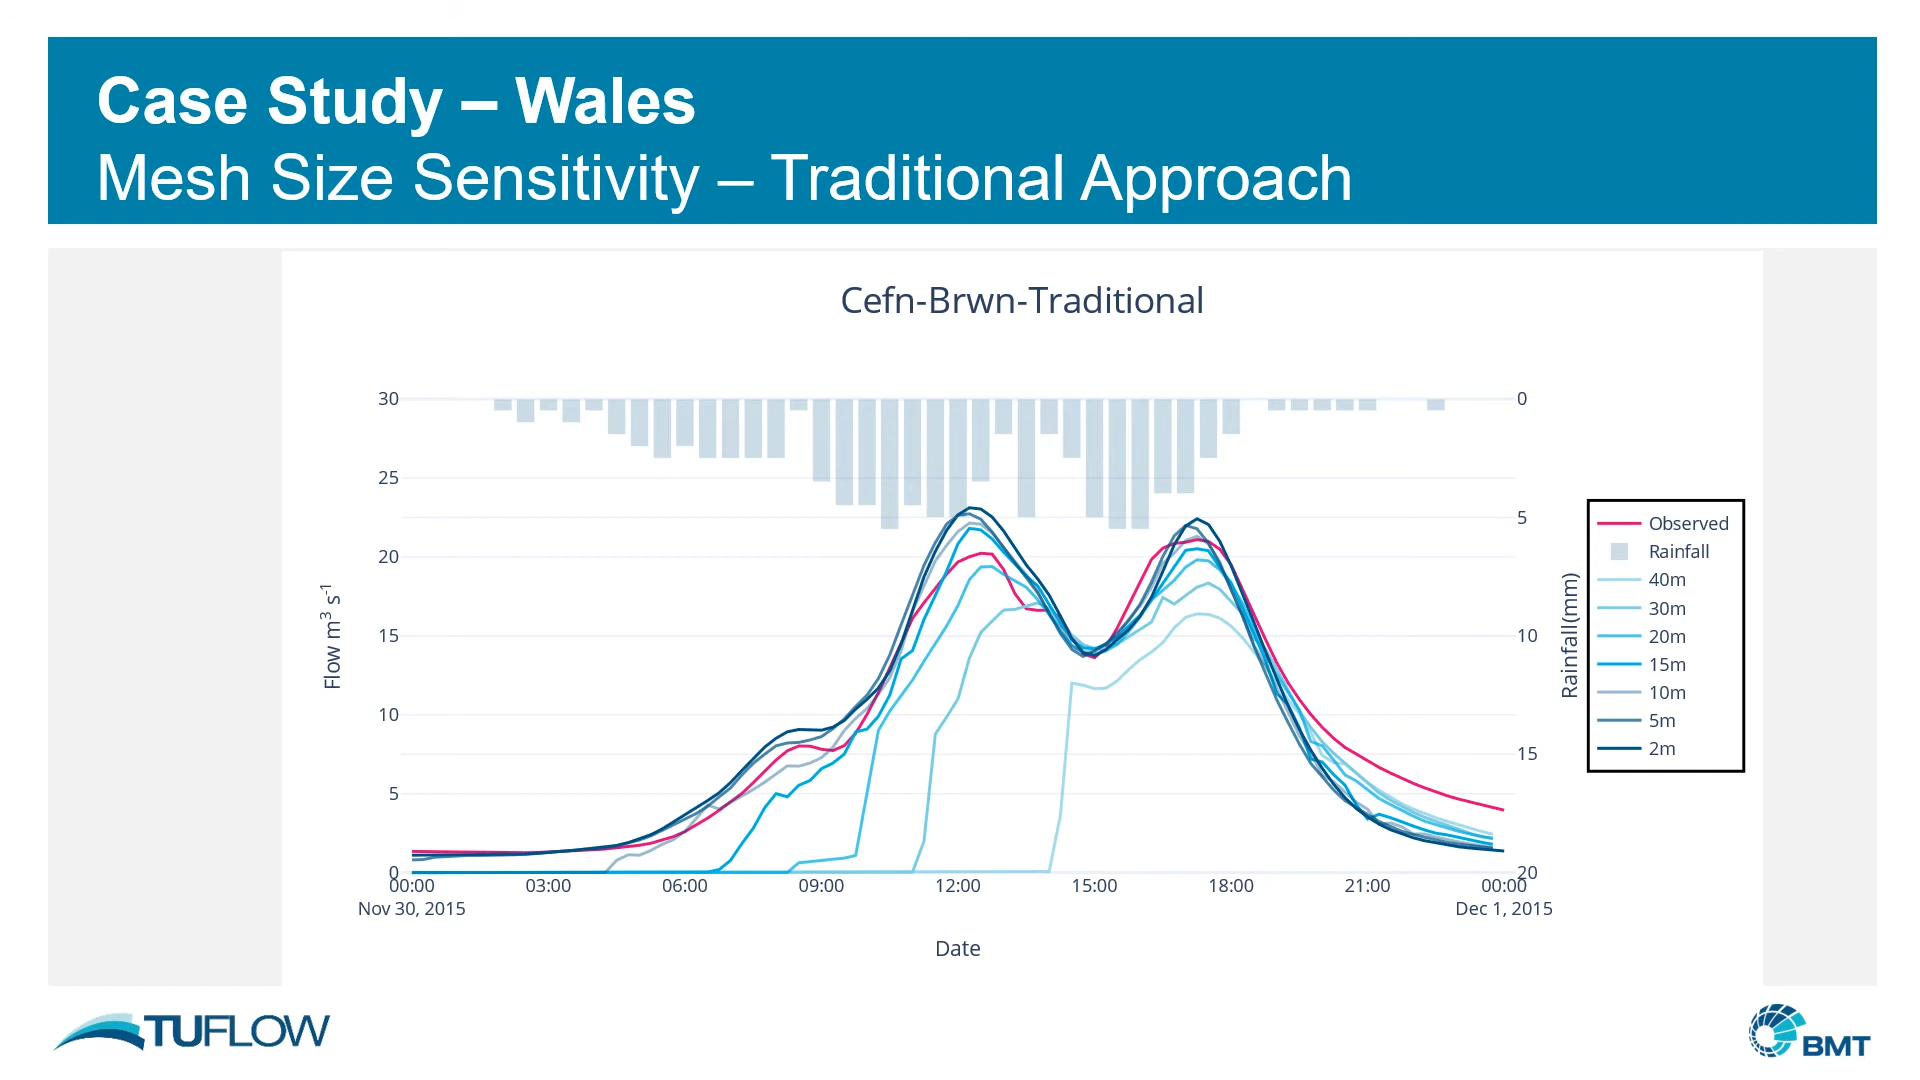 Case Study – Wales
Mesh Size Sensitivity – Traditional Approach
Cefn-Brwn-Traditional
30
25
20
15
10
5
0
Flow m³ s⁻¹
0
5
10
15
20
Rainfall(mm)
00:00
03:00
06:00
09:00
12:00
15:00
18:00
21:00
00:00
Nov 30, 2015
Dec 1, 2015
Date
Observed
Rainfall
40m
30m
20m
15m
10m
5m
2m
TUFLOW
BMT